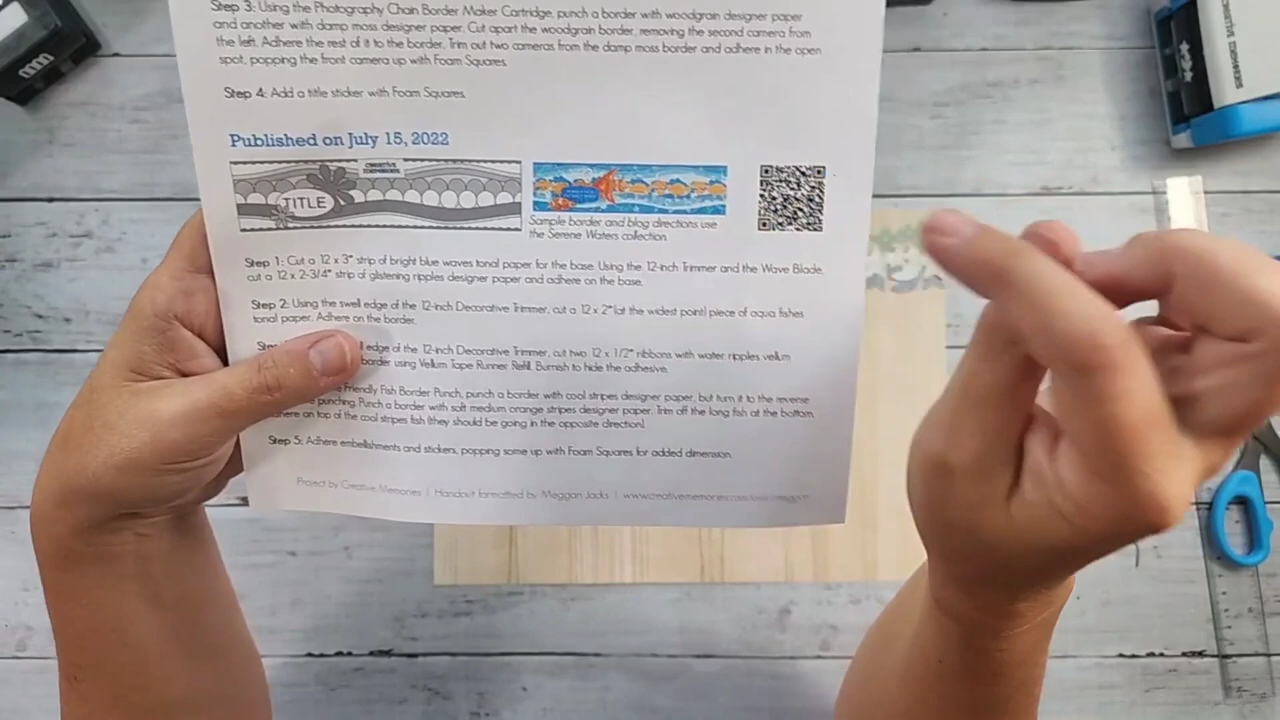 Step 3: Using the Photography Chain Border Maker Cartridge, punch a border with woodgrain designer paper
and another with damp moss designer paper. Cut apart the woodgrain border, removing the second camera from
the left. Adhere the rest of it to the border. Trim out two cameras from the damp moss border and adhere in the open
spot, popping the front camera up with Foam Squares.
Step 4: Add a title sticker with Foam Squares.
Published on July 15, 2022
CREATIVE MEMORIES
TITLE
Sample border and blog directions use
the Serene Waters collection.
Step 1: Cut a 12 x 3" strip of bright blue waves tonal paper for the base. Using the 12-inch Trimmer and the Wave Blade,
cut a 12 x 2-3/4" strip of glistening ripples designer paper and adhere on the base.
Step 2: Using the swell edge of the 12-inch Decorative Trimmer, cut a 12 x 2" (at the widest point) piece of aqua fishes
tonal paper. Adhere on the border.
edge of the 12-inch Decorative Trimmer, cut two 12 x 1/2" ribbons with water ripples vellum
border using Vellum Tape Runner Refill. Burnish to hide the adhesive.
Friendly Fish Border Punch, punch a border with cool stripes designer paper, but turn it to the reverse
punching. Punch a border with soft medium orange stripes designer paper. Trim off the long fish at the bottom,
on top of the cool stripes fish (they should be going in the opposite direction).
Step 5: Adhere embellishments and stickers, popping some up with Foam Squares for added dimension.
Project by Creative Memories | Handout formatted by Meggan Jacks |